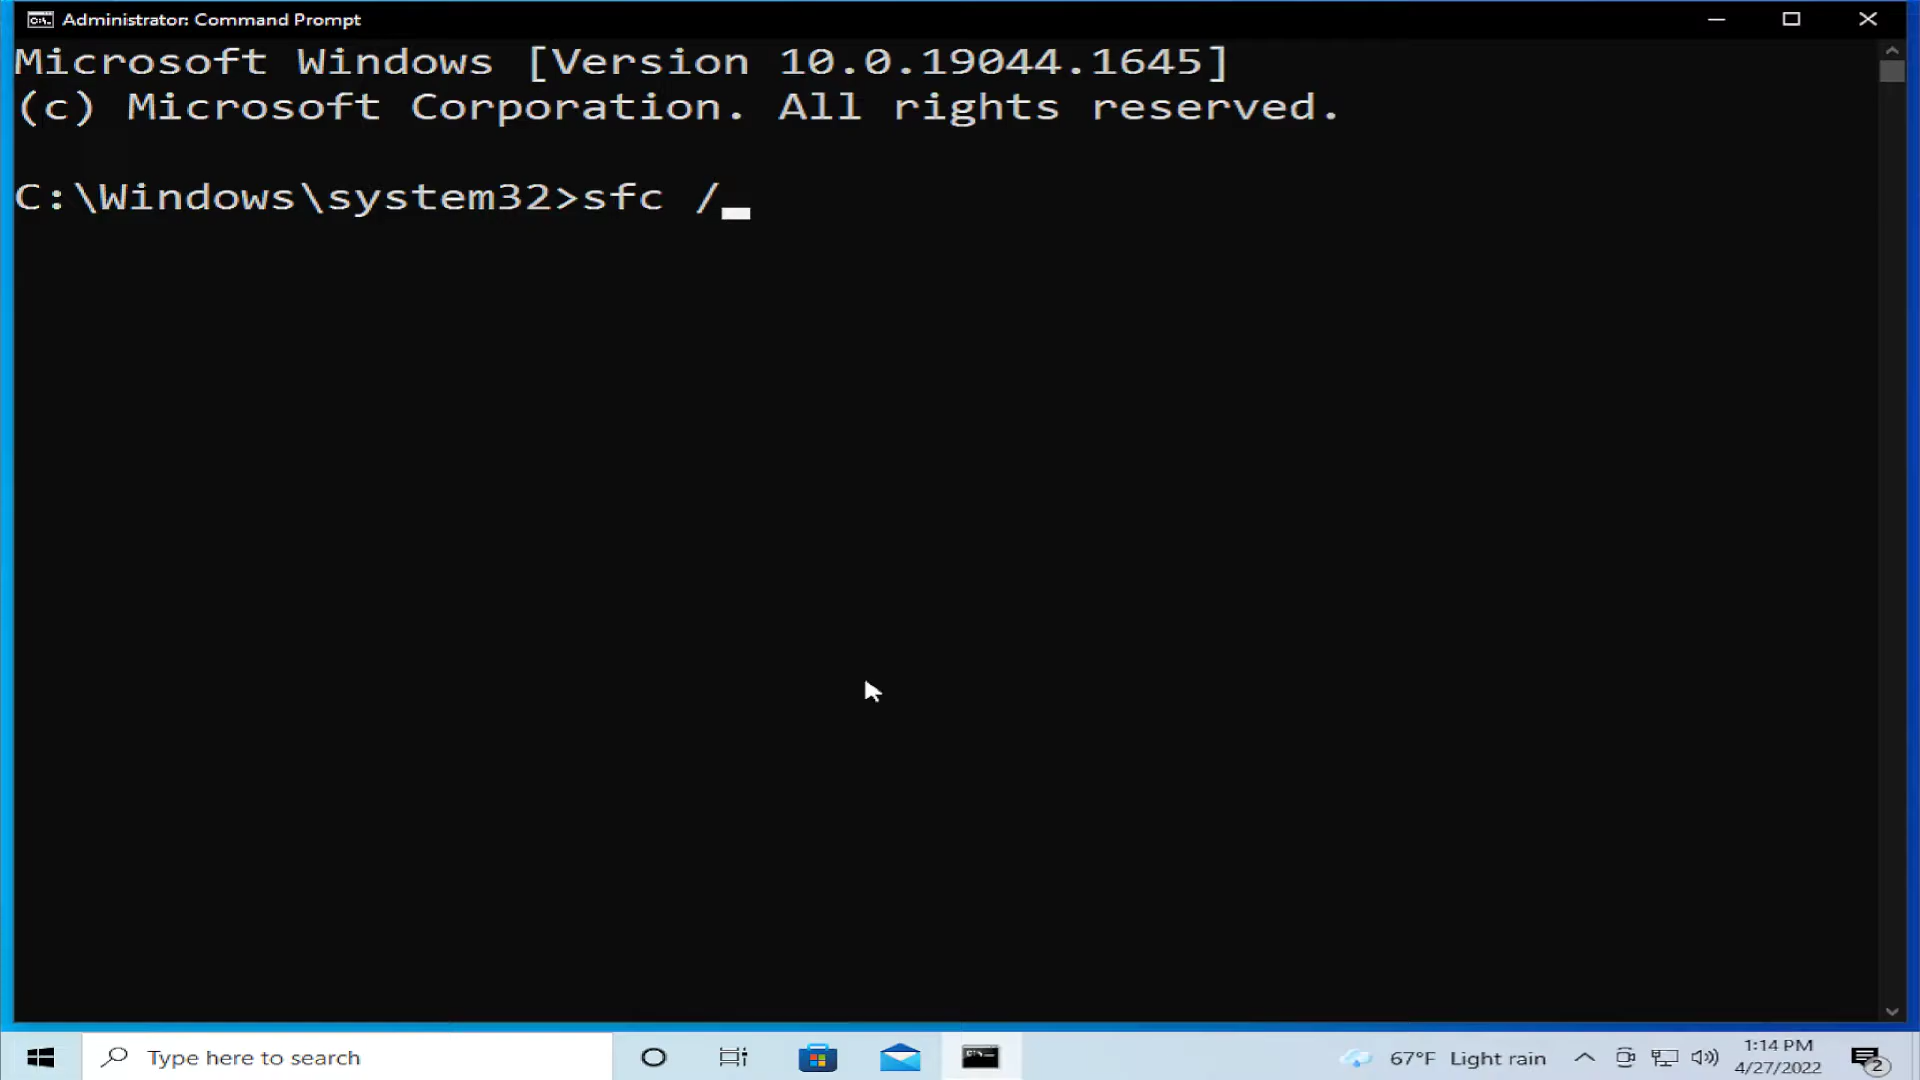 Administrator: Command Prompt
Microsoft Windows [Version 10.0.19044.1645]
(c) Microsoft Corporation. All rights reserved.
C:\Windows\system32>sfc /
Type here to search
67°F Light rain
1:14 PM
4/27/2022
2